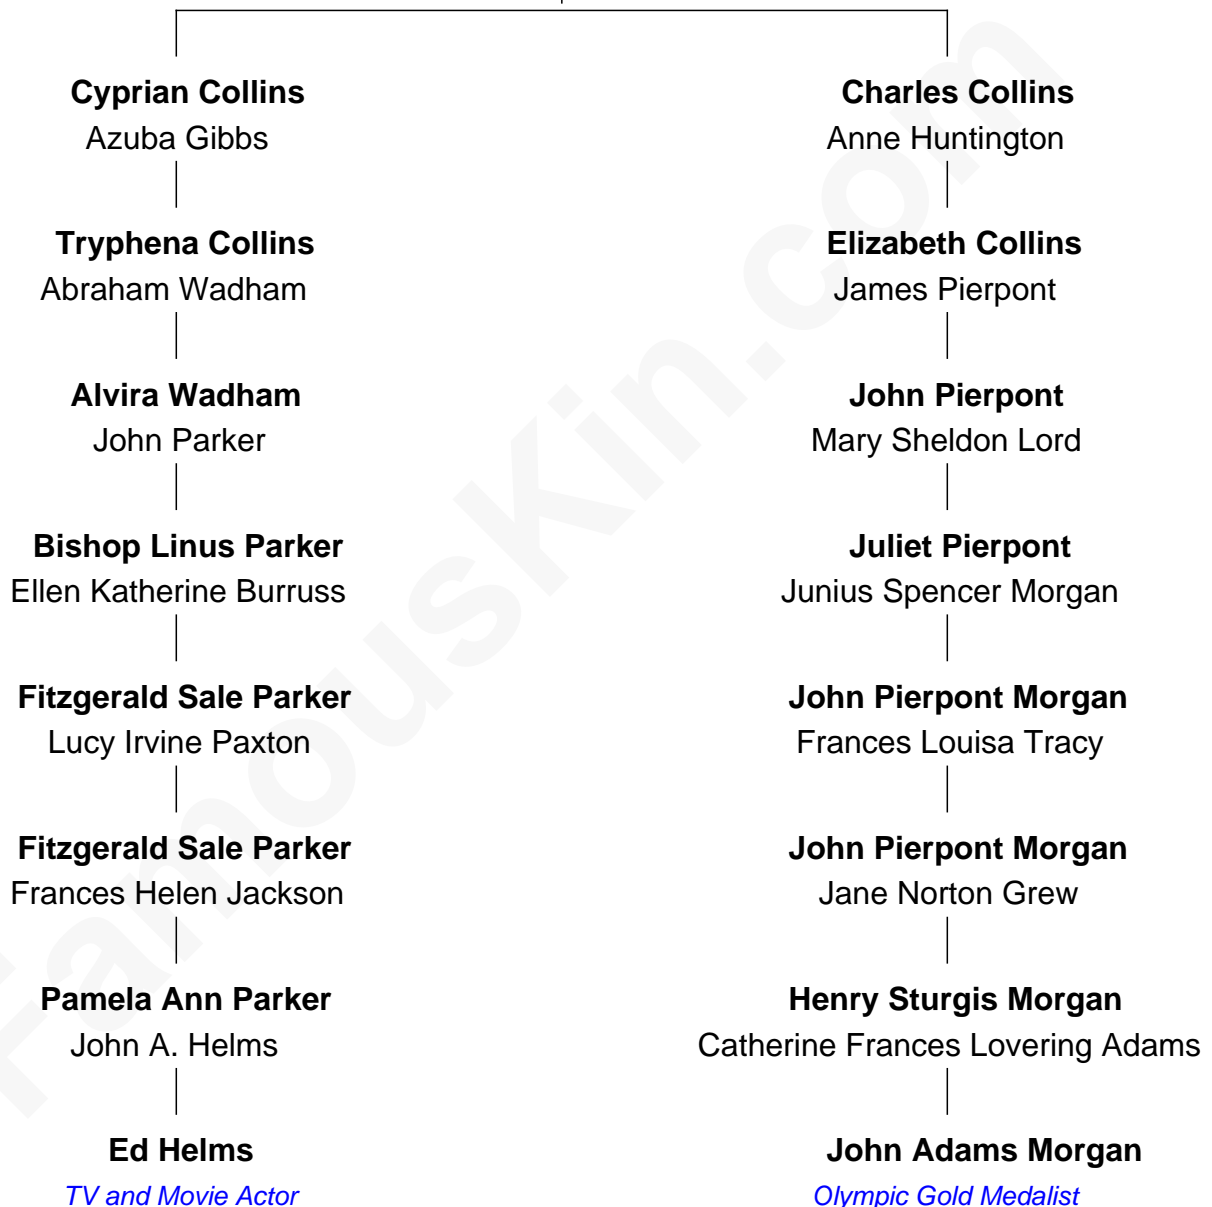 Cyprian Collins
Azuba Gibbs
Tryphena Collins
Abraham Wadham
Alvira Wadham
John Parker
Bishop Linus Parker
Ellen Katherine Burruss
Fitzgerald Sale Parker
Lucy Irvine Paxton
Fitzgerald Sale Parker
Frances Helen Jackson
Pamela Ann Parker
John A. Helms
Ed Helms
TV and Movie Actor
Charles Collins
Anne Huntington
Elizabeth Collins
James Pierpont
John Pierpont
Mary Sheldon Lord
Juliet Pierpont
Junius Spencer Morgan
John Pierpont Morgan
Frances Louisa Tracy
John Pierpont Morgan
Jane Norton Grew
Henry Sturgis Morgan
Catherine Frances Lovering Adams
John Adams Morgan
Olympic Gold Medalist
FamousKin.com